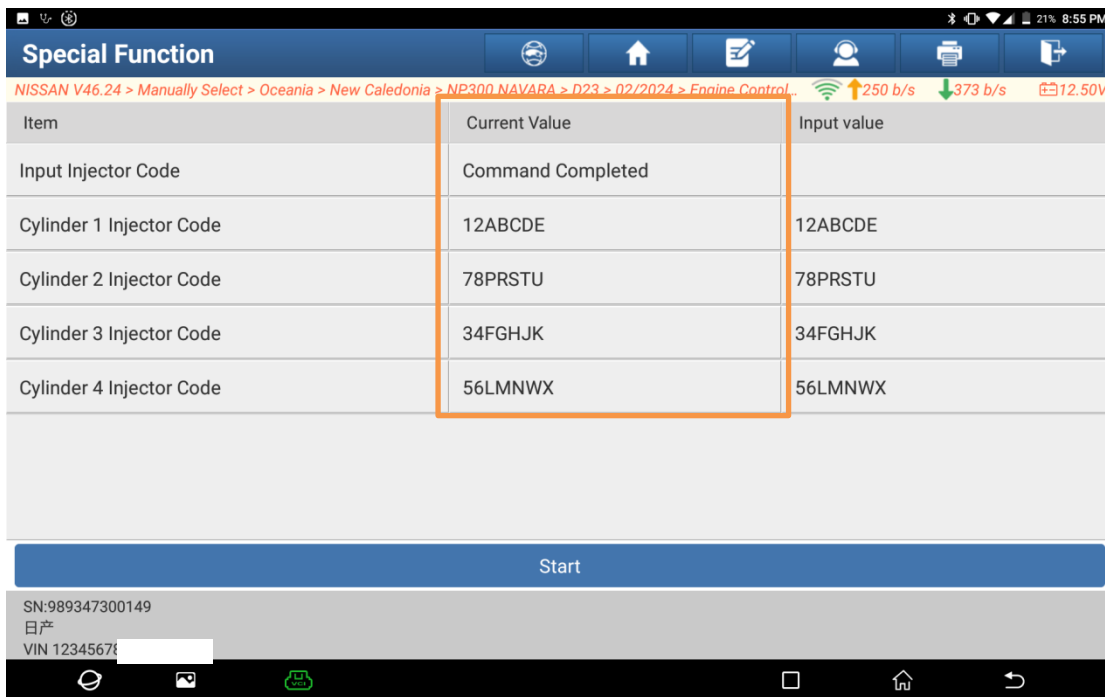 21% 8:55 PM
Special Function
NISSAN V46.24 > Manually Select > Oceania > New Caledonia > NP300 NAVARA > D23 > 02/2024 > Engine Control... 250 b/s 373 b/s 12.50V
Item Current Value Input value
Input Injector Code Command Completed
Cylinder 1 Injector Code 12ABCDE 12ABCDE
Cylinder 2 Injector Code 78PRSTU 78PRSTU
Cylinder 3 Injector Code 34FGHJK 34FGHJK
Cylinder 4 Injector Code 56LMNWX 56LMNWX
Start
SN:989347300149
日产
VIN 12345678
VCI